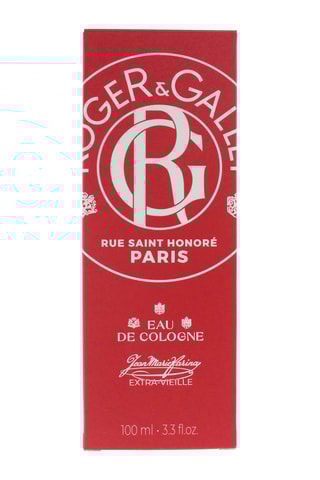 ROGER & GALLET
RG
RUE SAINT HONORÉ
PARIS
EAU
DE COLOGNE
Jean Marie Farina
EXTRA-VIEILLE
100 ml • 3.3 fl.oz.